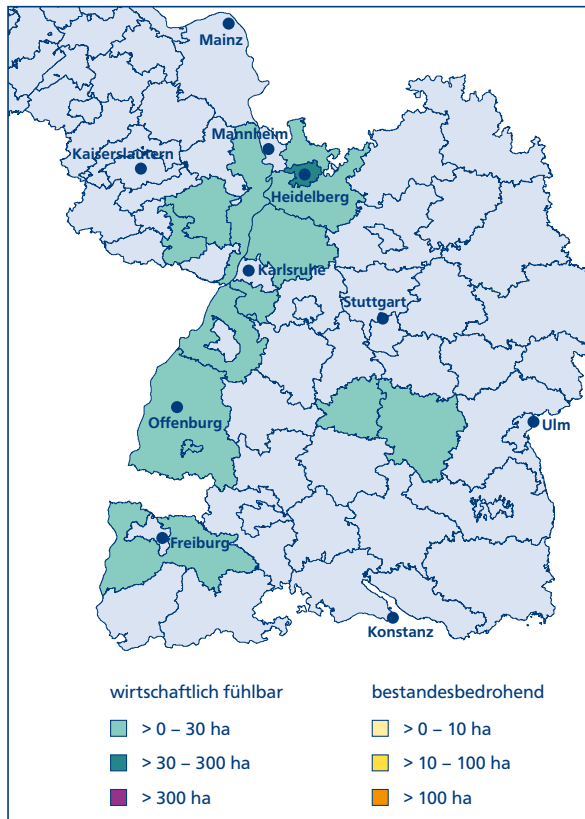 Mainz
Mannheim
Kaiserslautern
Heidelberg
Karlsruhe
Stuttgart
Offenburg
Ulm
Freiburg
Konstanz
wirtschaftlich fühlbar
> 0 – 30 ha
> 30 – 300 ha
> 300 ha
bestandesbedrohend
> 0 – 10 ha
> 10 – 100 ha
> 100 ha